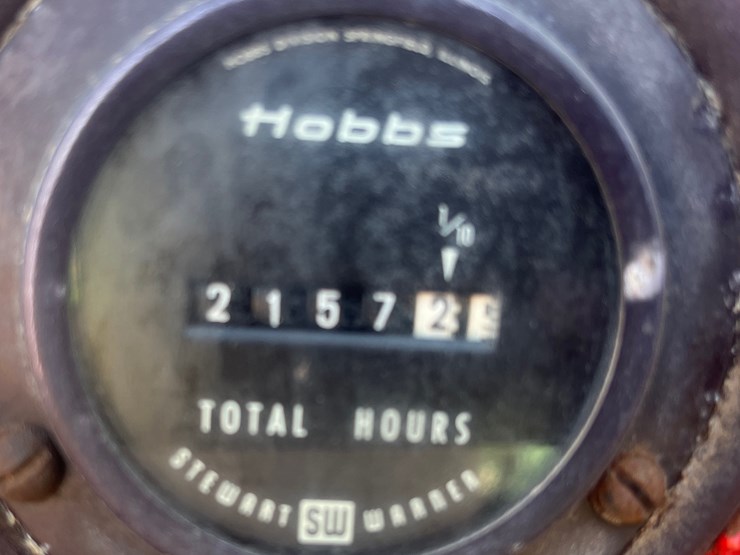 Hobbs
1/10
2 1 5 7 2
TOTAL HOURS
STEWART SW WARNER